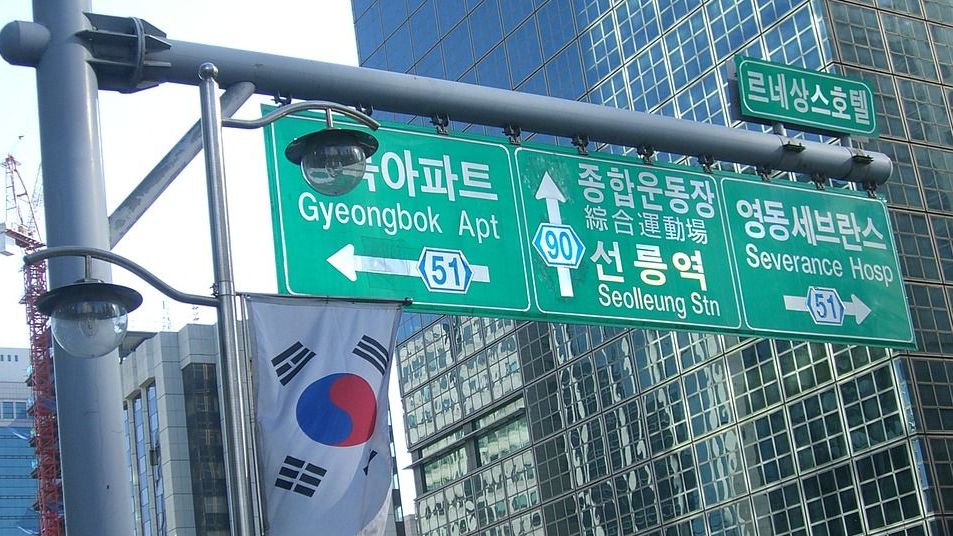 르네상스호텔
아파트
Gyeongbok Apt
51
종합운동장
綜合運動場
90
선릉역
Seolleung Stn
영동세브란스
Severance Hosp
51